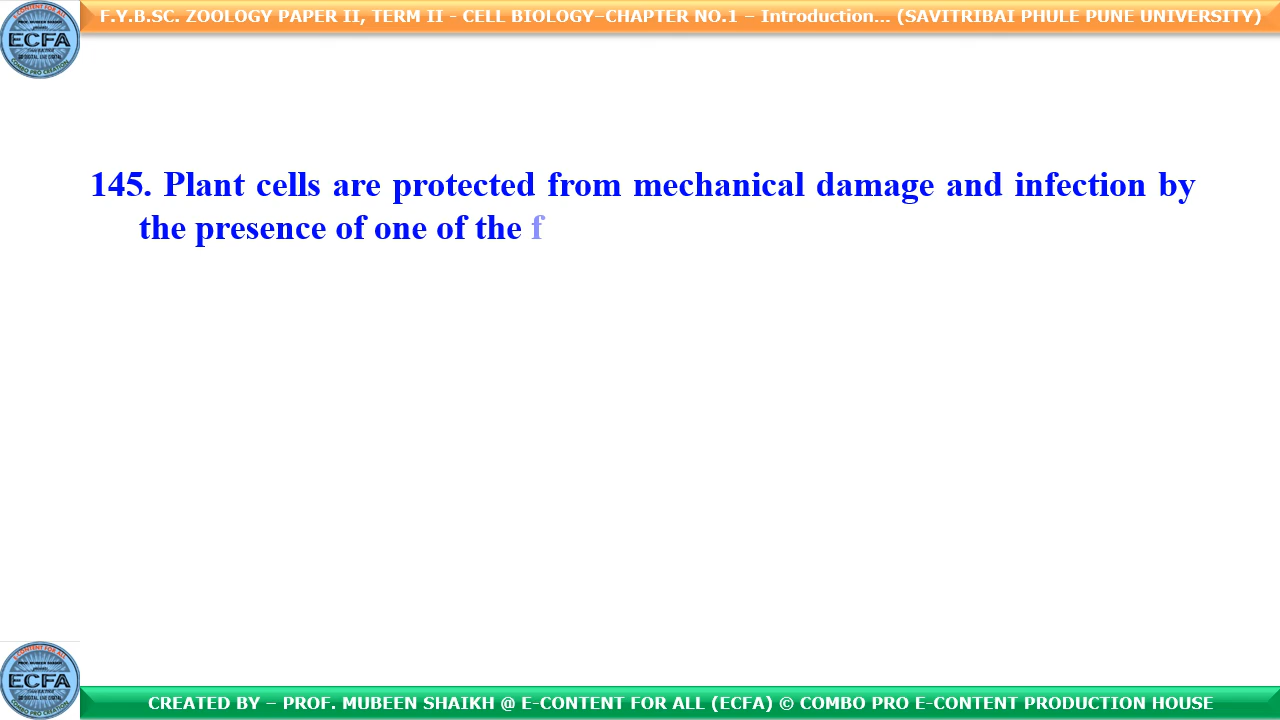 F.Y.B.SC. ZOOLOGY PAPER II, TERM II - CELL BIOLOGY–CHAPTER NO.1 – Introduction... (SAVITRIBAI PHULE PUNE UNIVERSITY)
ECFA
145. Plant cells are protected from mechanical damage and infection by
the presence of one of the f
ECFA
CREATED BY – PROF. MUBEEN SHAIKH @ E-CONTENT FOR ALL (ECFA) © COMBO PRO E-CONTENT PRODUCTION HOUSE